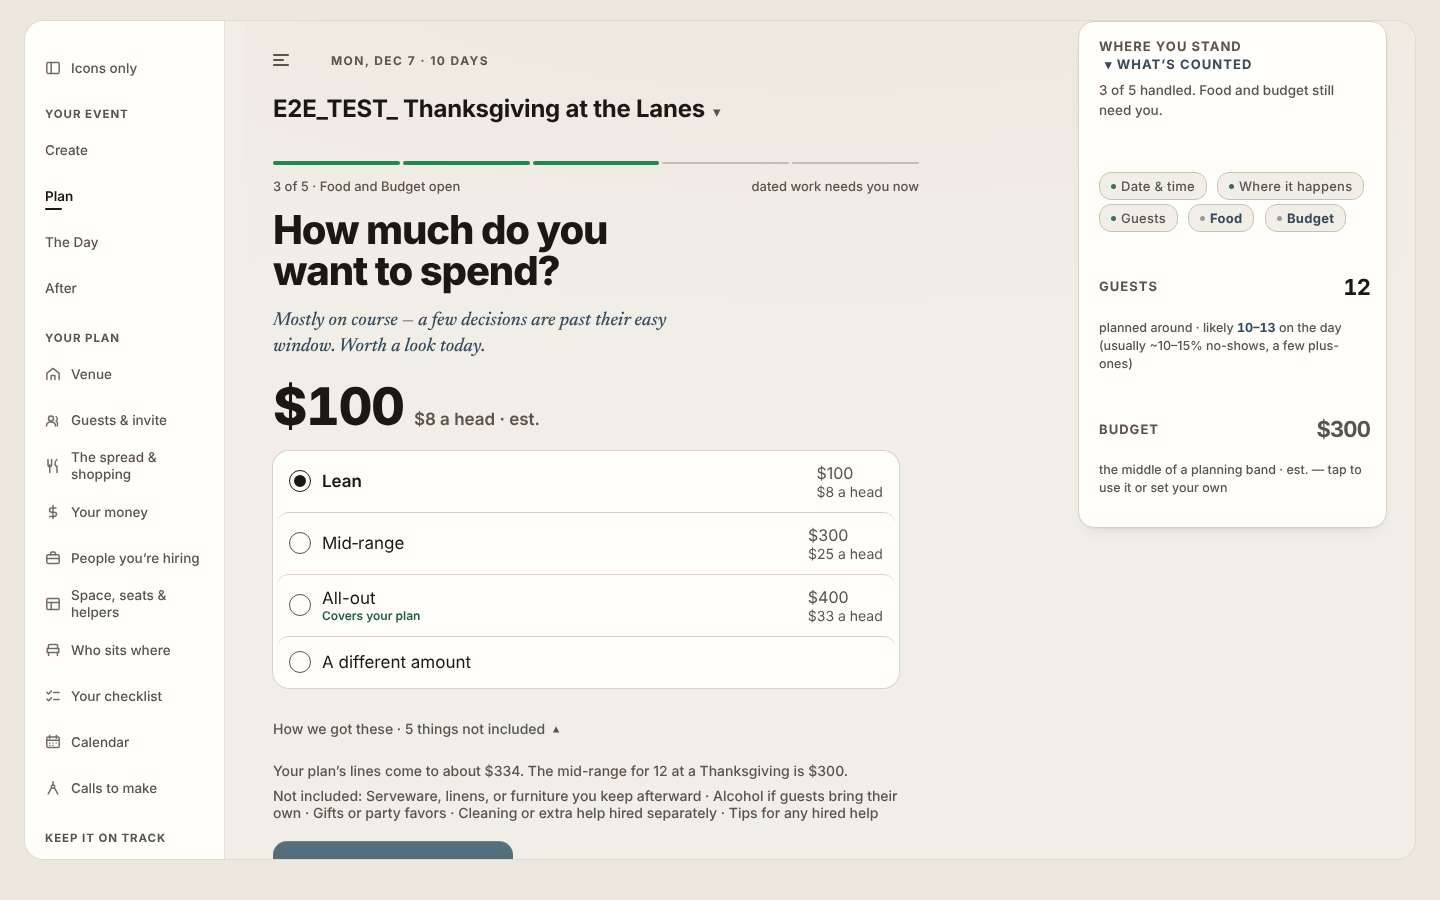 Icons only
YOUR EVENT
Create
Plan
The Day
After
YOUR PLAN
Venue
Guests & invite
The spread &
shopping
Your money
People you’re hiring
Space, seats &
helpers
Who sits where
Your checklist
Calendar
Calls to make
KEEP IT ON TRACK
MON, DEC 7 · 10 DAYS
E2E_TEST_ Thanksgiving at the Lanes ▾
3 of 5 · Food and Budget open
dated work needs you now
How much do you
want to spend?
Mostly on course — a few decisions are past their easy
window. Worth a look today.
$100 $8 a head · est.
Lean
$100
$8 a head
Mid-range
$300
$25 a head
All-out
Covers your plan
$400
$33 a head
A different amount
How we got these · 5 things not included ▴
Your plan’s lines come to about $334. The mid-range for 12 at a Thanksgiving is $300.
Not included: Serveware, linens, or furniture you keep afterward · Alcohol if guests bring their
own · Gifts or party favors · Cleaning or extra help hired separately · Tips for any hired help
WHERE YOU STAND
▾ WHAT’S COUNTED
3 of 5 handled. Food and budget still
need you.
• Date & time
• Where it happens
• Guests
• Food
• Budget
GUESTS
12
planned around · likely 10–13 on the day
(usually ~10–15% no-shows, a few plus-
ones)
BUDGET
$300
the middle of a planning band · est. — tap to
use it or set your own